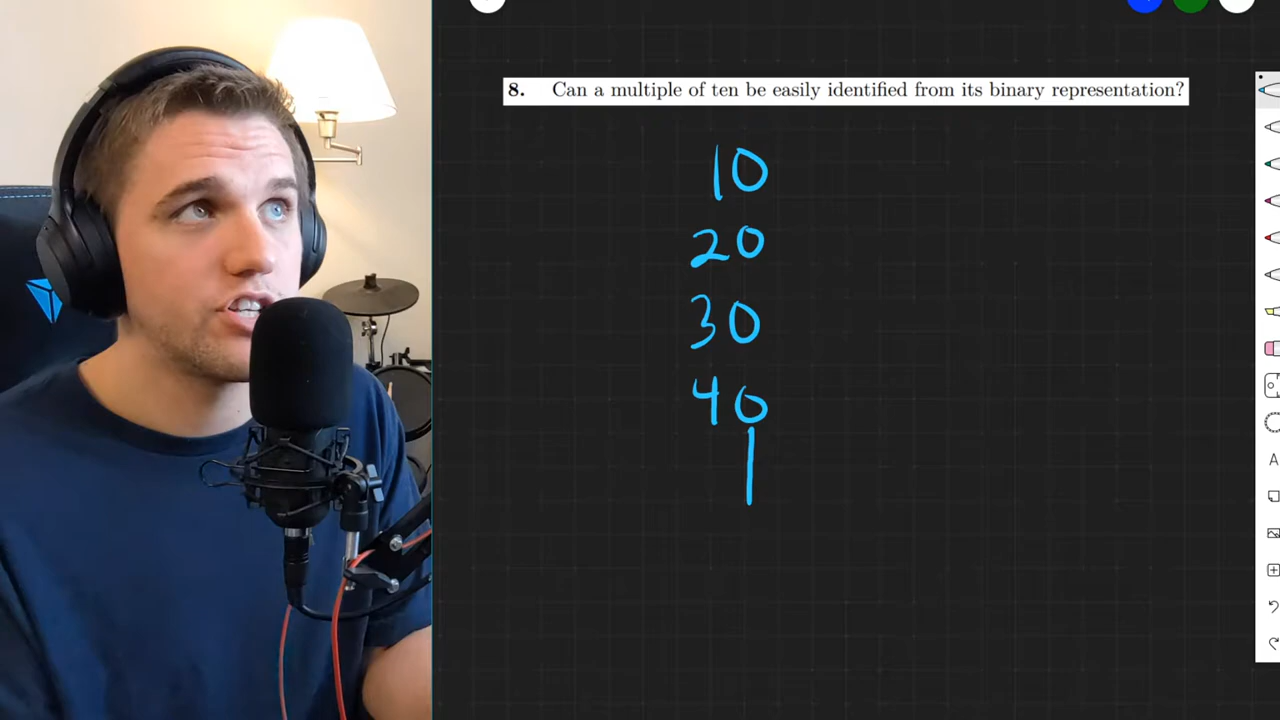 8. Can a multiple of ten be easily identified from its binary representation?
10
20
30
40
A